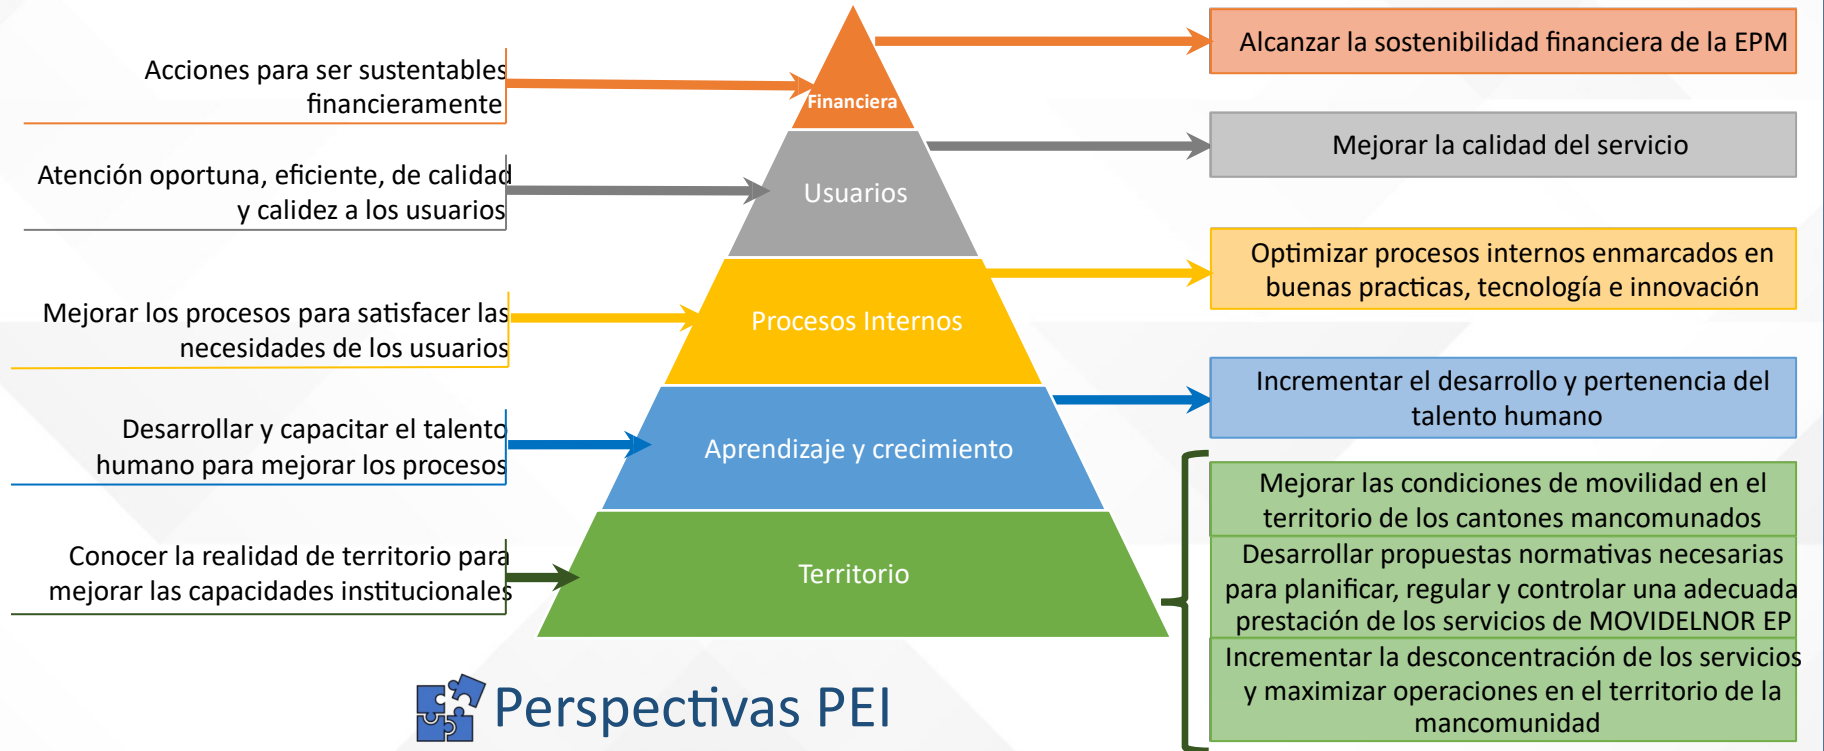 Acciones para ser sustentables
financieramente
Financiera
Alcanzar la sostenibilidad financiera de la EPM
Atención oportuna, eficiente, de calidad
y calidez a los usuarios
Usuarios
Mejorar la calidad del servicio
Mejorar los procesos para satisfacer las
necesidades de los usuarios
Procesos Internos
Optimizar procesos internos enmarcados en
buenas practicas, tecnología e innovación
Desarrollar y capacitar el talento
humano para mejorar los procesos
Aprendizaje y crecimiento
Incrementar el desarrollo y pertenencia del
talento humano
Conocer la realidad de territorio para
mejorar las capacidades institucionales
Territorio
Mejorar las condiciones de movilidad en el
territorio de los cantones mancomunados
Desarrollar propuestas normativas necesarias
para planificar, regular y controlar una adecuada
prestación de los servicios de MOVIDELNOR EP
Incrementar la desconcentración de los servicios
y maximizar operaciones en el territorio de la
mancomunidad
Perspectivas PEI